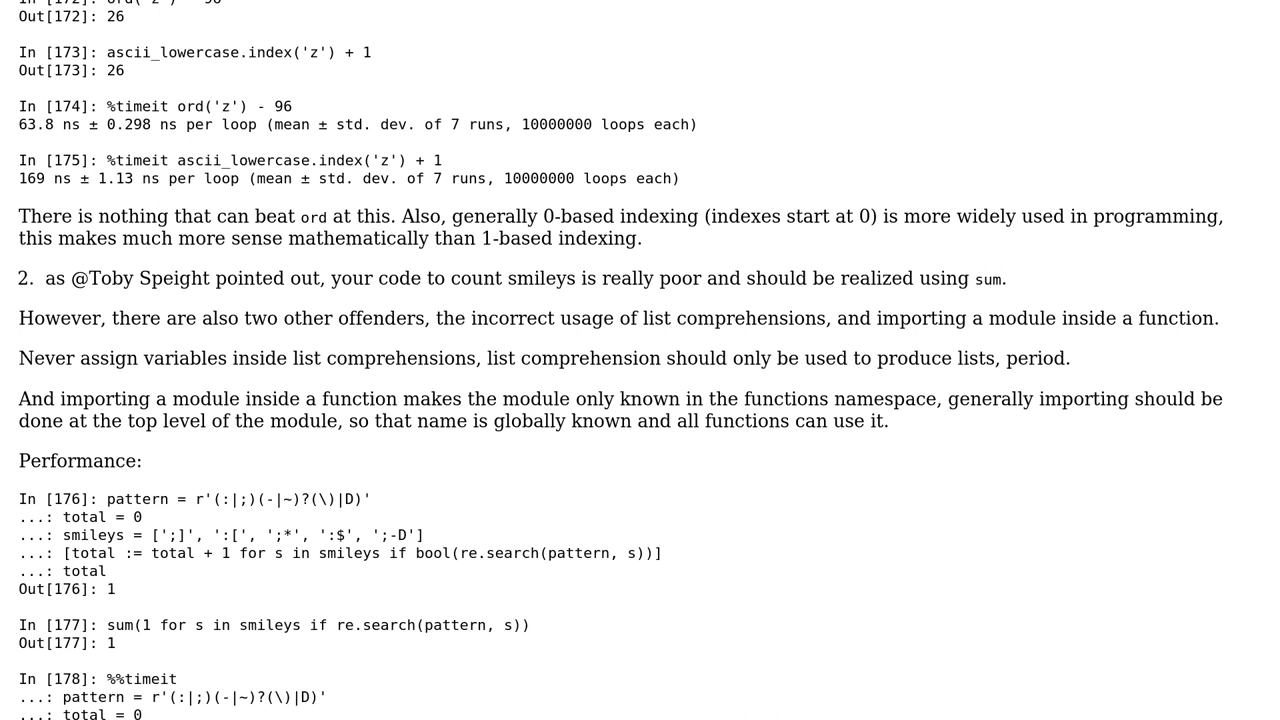 In [172]: ord('z') - 96
Out[172]: 26
In [173]: ascii_lowercase.index('z') + 1
Out[173]: 26
In [174]: %timeit ord('z') - 96
63.8 ns ± 0.298 ns per loop (mean ± std. dev. of 7 runs, 10000000 loops each)
In [175]: %timeit ascii_lowercase.index('z') + 1
169 ns ± 1.13 ns per loop (mean ± std. dev. of 7 runs, 10000000 loops each)
There is nothing that can beat ord at this. Also, generally 0-based indexing (indexes start at 0) is more widely used in programming,
this makes much more sense mathematically than 1-based indexing.
2. as @Toby Speight pointed out, your code to count smileys is really poor and should be realized using sum.
However, there are also two other offenders, the incorrect usage of list comprehensions, and importing a module inside a function.
Never assign variables inside list comprehensions, list comprehension should only be used to produce lists, period.
And importing a module inside a function makes the module only known in the functions namespace, generally importing should be
done at the top level of the module, so that name is globally known and all functions can use it.
Performance:
In [176]: pattern = r'(:|;)(-|~)?(\)|D)'
...: total = 0
...: smileys = [';]', ':[', ';*', ':$', ';-D']
...: [total := total + 1 for s in smileys if bool(re.search(pattern, s))]
...: total
Out[176]: 1
In [177]: sum(1 for s in smileys if re.search(pattern, s))
Out[177]: 1
In [178]: %%timeit
...: pattern = r'(:|;)(-|~)?(\)|D)'
...: total = 0